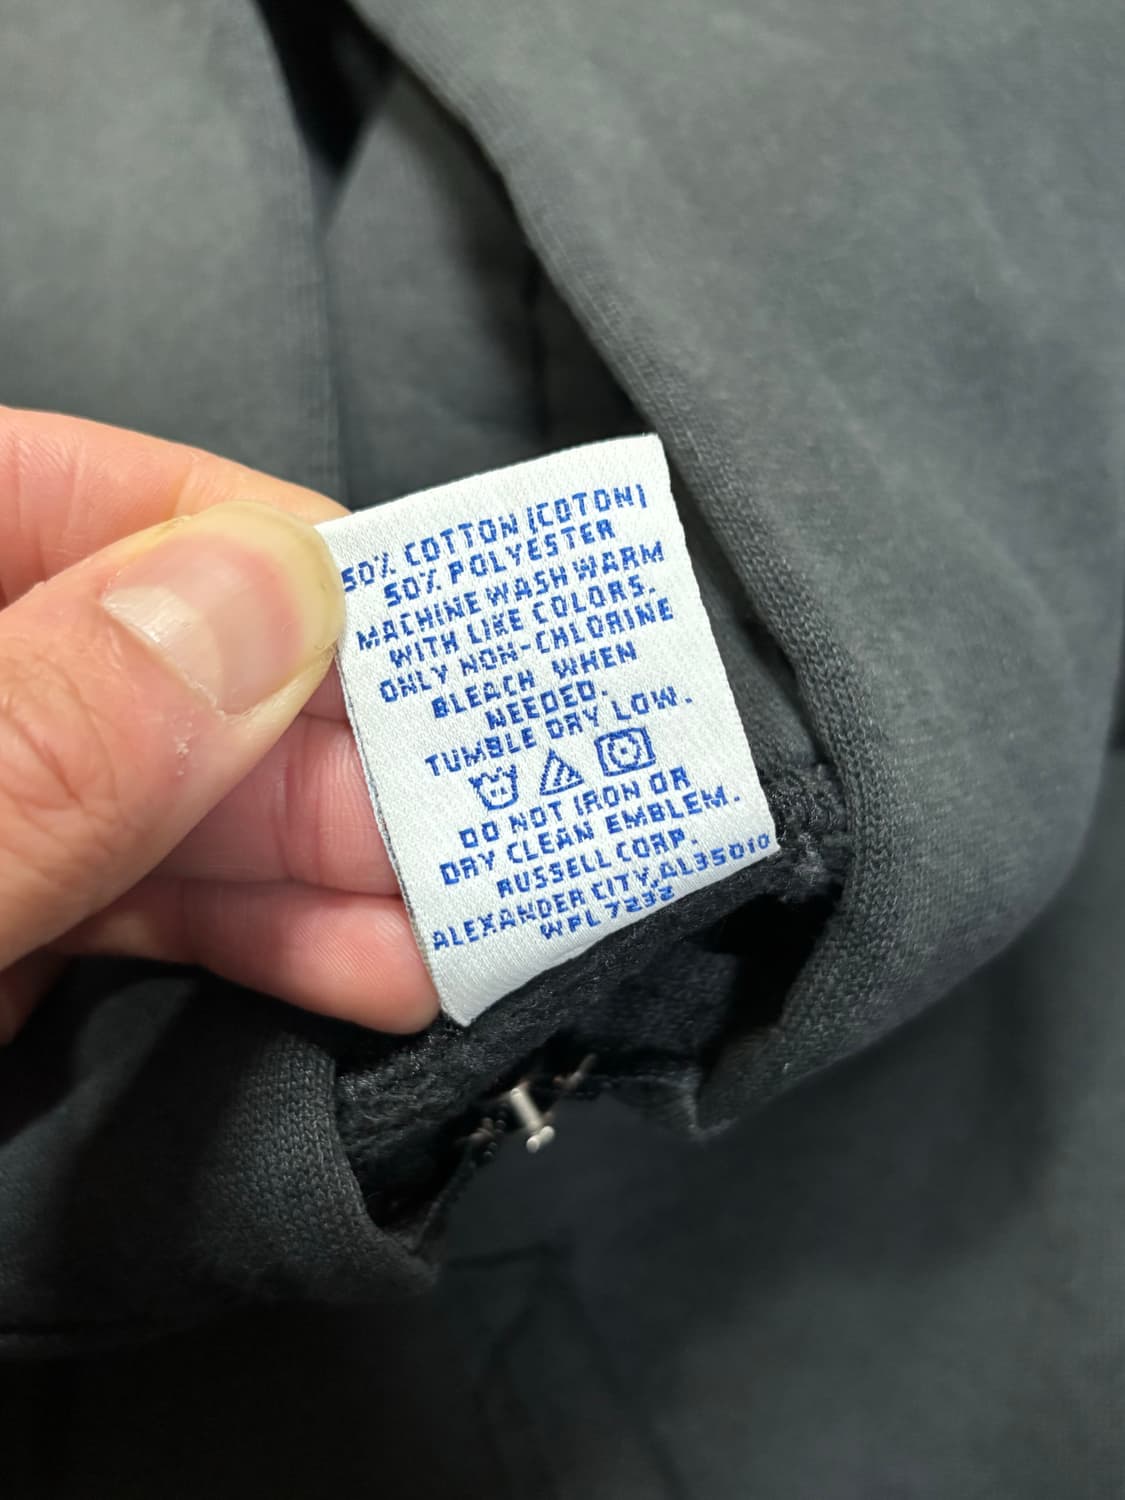 50% COTTON (COTON)
50% POLYESTER
MACHINE WASH WARM
WITH LIKE COLORS.
ONLY NON-CHLORINE
BLEACH WHEN
NEEDED.
TUMBLE DRY LOW.
DO NOT IRON OR
DRY CLEAN EMBLEM.
RUSSELL CORP.
ALEXANDER CITY, AL35010
WPL 7232